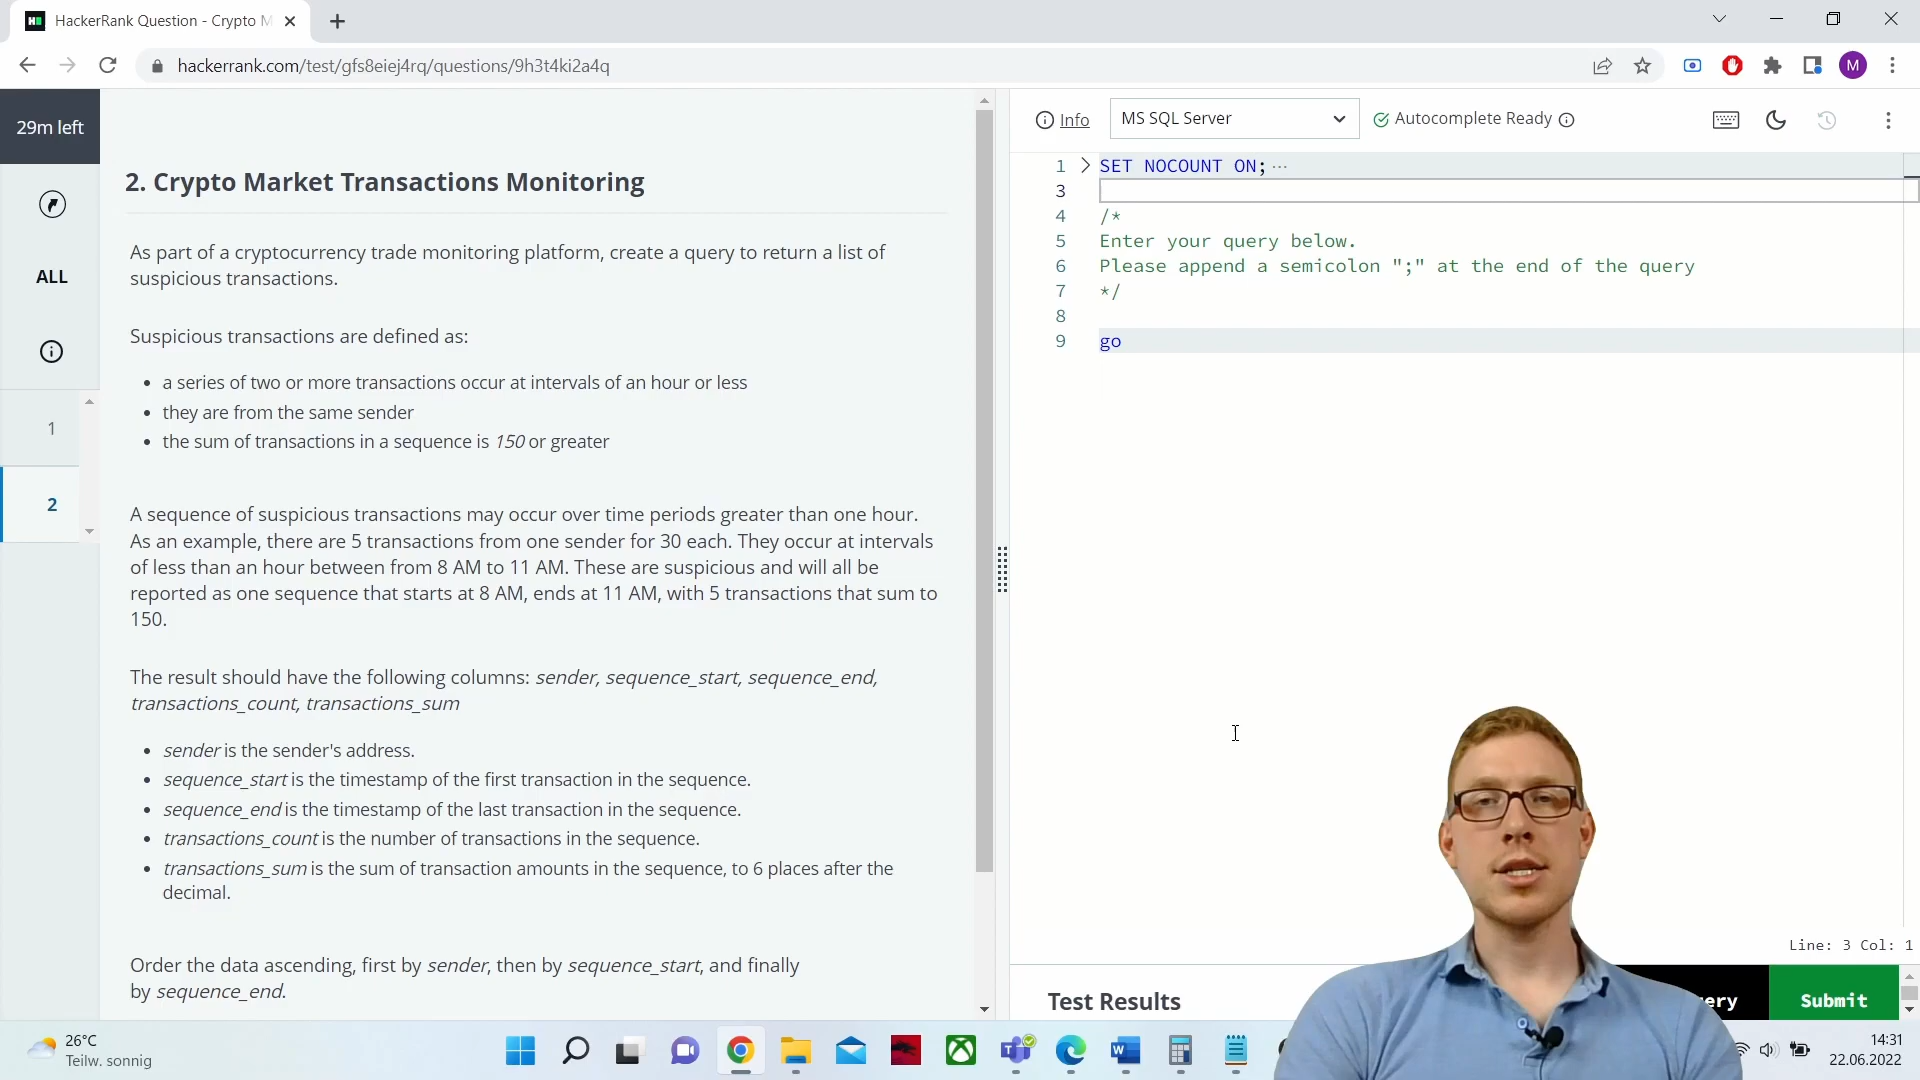 HackerRank Question - Crypto M
hackerrank.com/test/gfs8eiej4rq/questions/9h3t4ki2a4q
M
29m left
ALL
1
2
2. Crypto Market Transactions Monitoring
As part of a cryptocurrency trade monitoring platform, create a query to return a list of
suspicious transactions.
Suspicious transactions are defined as:
• a series of two or more transactions occur at intervals of an hour or less
• they are from the same sender
• the sum of transactions in a sequence is 150 or greater
A sequence of suspicious transactions may occur over time periods greater than one hour.
As an example, there are 5 transactions from one sender for 30 each. They occur at intervals
of less than an hour between from 8 AM to 11 AM. These are suspicious and will all be
reported as one sequence that starts at 8 AM, ends at 11 AM, with 5 transactions that sum to
150.
The result should have the following columns: sender, sequence_start, sequence_end,
transactions_count, transactions_sum
• sender is the sender's address.
• sequence_start is the timestamp of the first transaction in the sequence.
• sequence_end is the timestamp of the last transaction in the sequence.
• transactions_count is the number of transactions in the sequence.
• transactions_sum is the sum of transaction amounts in the sequence, to 6 places after the
decimal.
Order the data ascending, first by sender, then by sequence_start, and finally
by sequence_end.
Info
MS SQL Server
Autocomplete Ready
1 SET NOCOUNT ON; ...
3
4 /*
5 Enter your query below.
6 Please append a semicolon ";" at the end of the query
7 */
8
9 go
Line: 3 Col: 1
Test Results
ery
Submit
26°C
Teilw. sonnig
14:31
22.06.2022